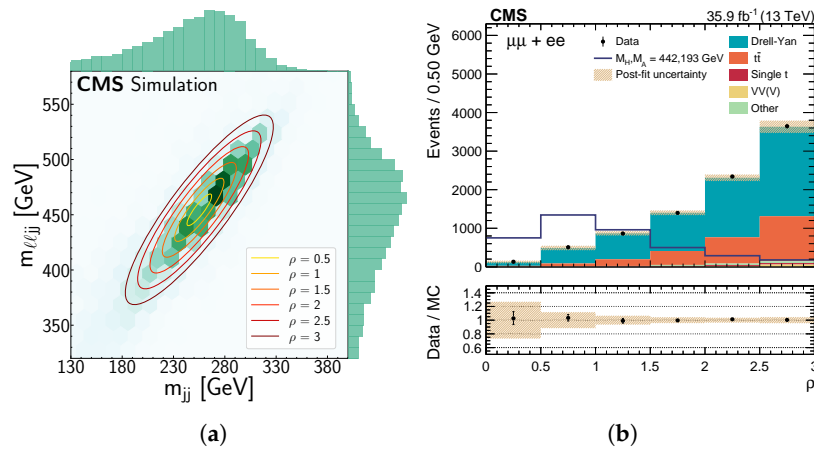 CMS Simulation
550
500
450
400
350
m_ℓℓjj [GeV]
ρ = 0.5
ρ = 1
ρ = 1.5
ρ = 2
ρ = 2.5
ρ = 3
130 180 230 280 330 380
m_jj [GeV]
(a)
CMS 35.9 fb⁻¹ (13 TeV)
μμ + ee
Data
M_H,M_A = 442,193 GeV
Post-fit uncertainty
Drell-Yan
tt̄
Single t
VV(V)
Other
Events / 0.50 GeV
6000
5000
4000
3000
2000
1000
0
Data / MC
1.4
1.2
1.0
0.8
0.6
0 0.5 1 1.5 2 2.5 3
ρ
(b)